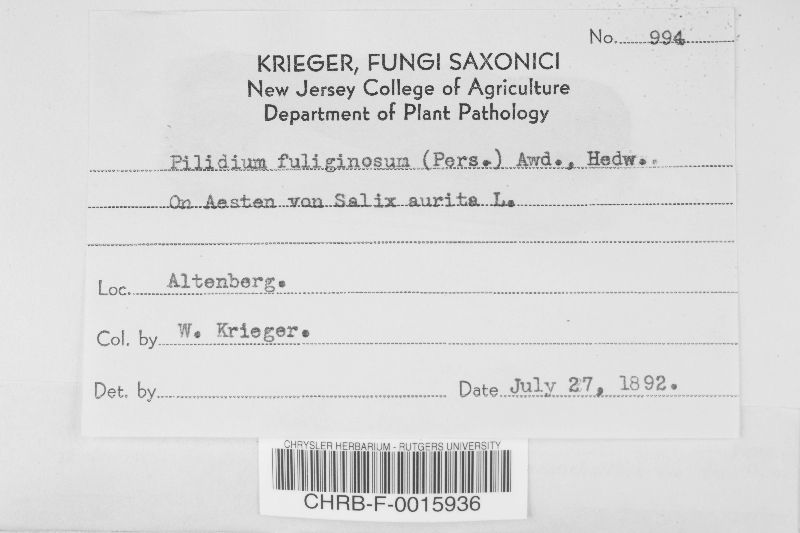 No. 994
KRIEGER, FUNGI SAXONICI
New Jersey College of Agriculture
Department of Plant Pathology
Pilidium fuliginosum (Pers.) Awd., Hedw..
On Aesten von Salix aurita L.
Loc. Altenberg.
Col. by W. Krieger.
Det. by
Date July 27, 1892.
CHRYSLER HERBARIUM - RUTGERS UNIVERSITY
CHRB-F-0015936